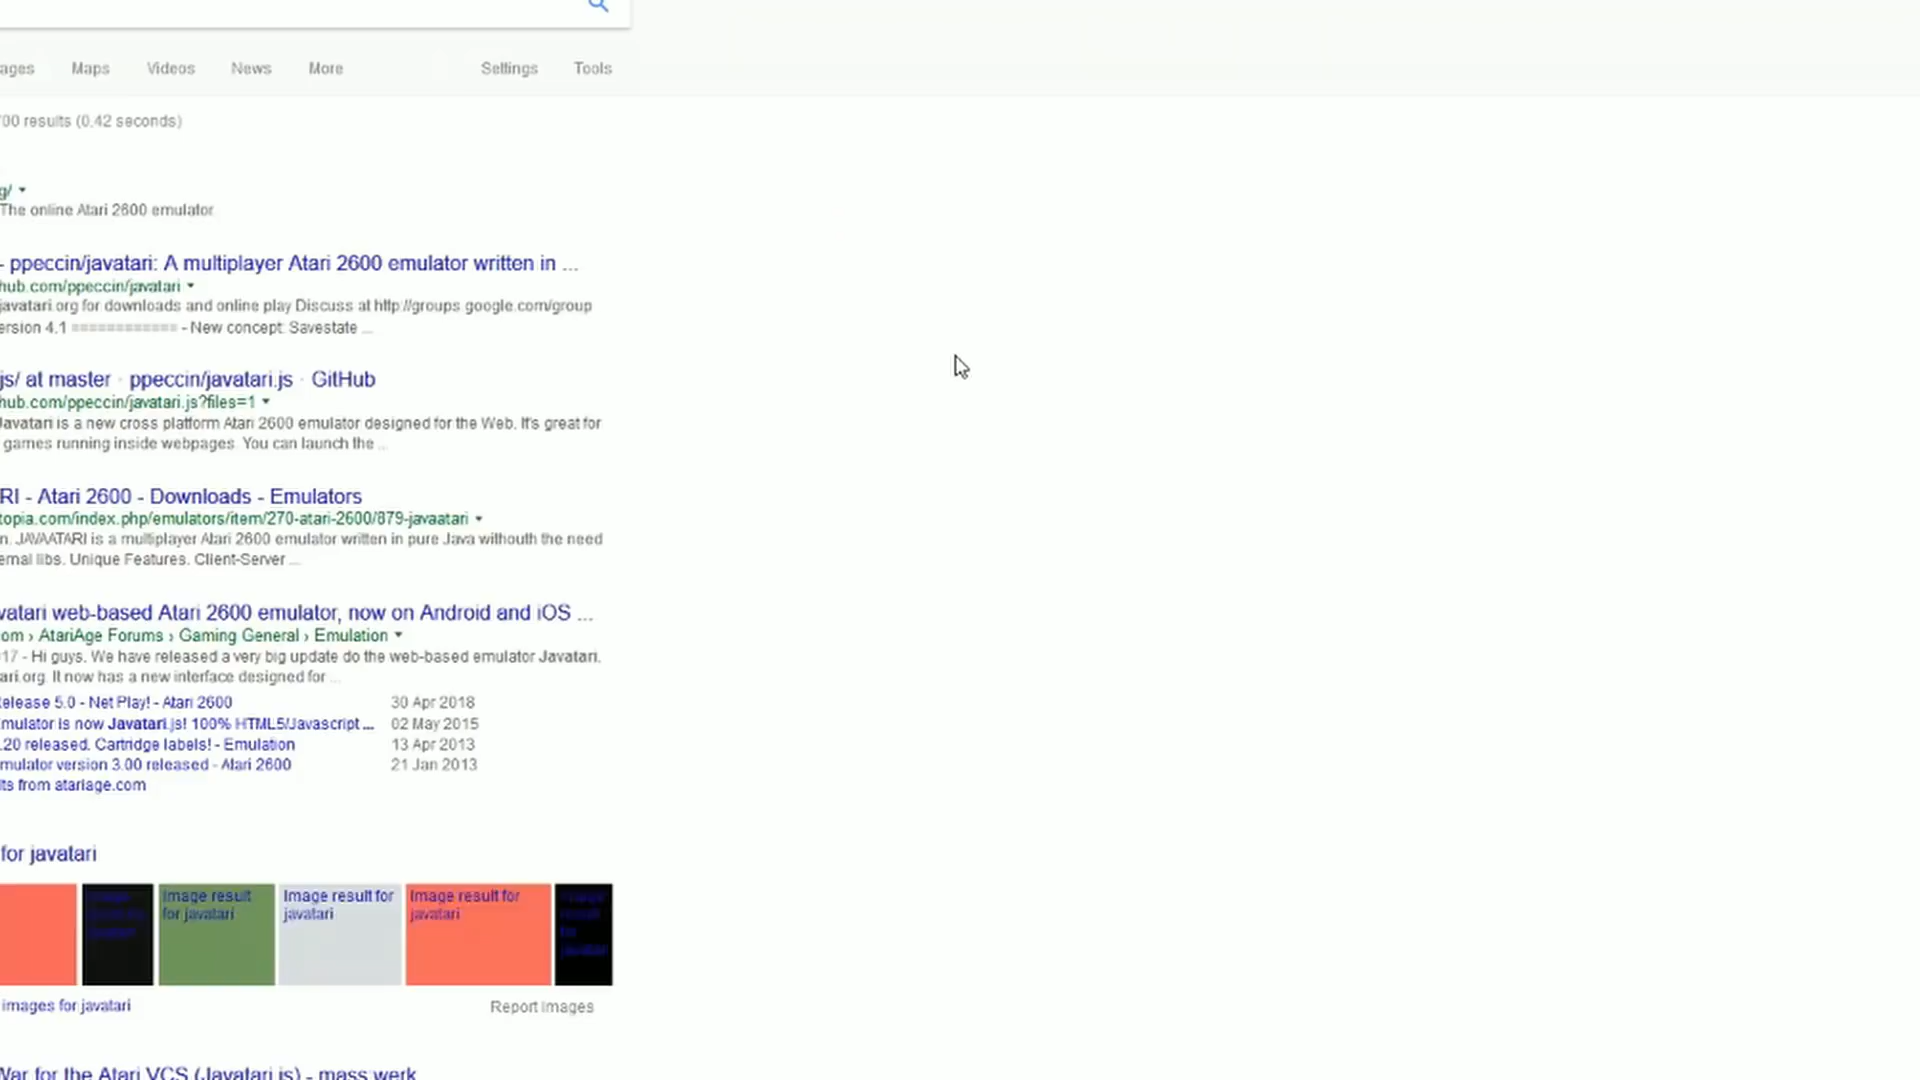 ages Maps Videos News More Settings Tools
00 results (0.42 seconds)
g/
The online Atari 2600 emulator
- ppeccin/javatari: A multiplayer Atari 2600 emulator written in ...
hub.com/ppeccin/javatari
javatari.org for downloads and online play Discuss at http://groups google.com/group
ersion 4.1 ============ - New concept: Savestate ...
js/ at master · ppeccin/javatari.js · GitHub
hub.com/ppeccin/javatari.js?files=1
Javatari is a new cross platform Atari 2600 emulator designed for the Web. It's great for
games running inside webpages. You can launch the ...
RI - Atari 2600 - Downloads - Emulators
topia.com/index.php/emulators/item/270-atari-2600/879-javaatari
n. JAVAATARI is a multiplayer Atari 2600 emulator written in pure Java withouth the need
ernal libs. Unique Features. Client-Server ...
vatari web-based Atari 2600 emulator, now on Android and iOS ...
om › AtariAge Forums › Gaming General › Emulation
17 - Hi guys. We have released a very big update do the web-based emulator Javatari.
ari.org. It now has a new interface designed for ...
elease 5.0 - Net Play! - Atari 2600 30 Apr 2018
mulator is now Javatari.js! 100% HTML5/Javascript ... 02 May 2015
.20 released. Cartridge labels! - Emulation 13 Apr 2013
mulator version 3.00 released - Atari 2600 21 Jan 2013
lts from atariage.com
for javatari
Image result for javatari
Image result for javatari
Image result for javatari
Image result for javatari
Image result for javatari
images for javatari Report images
War for the Atari VCS (Javatari.js) - mass werk